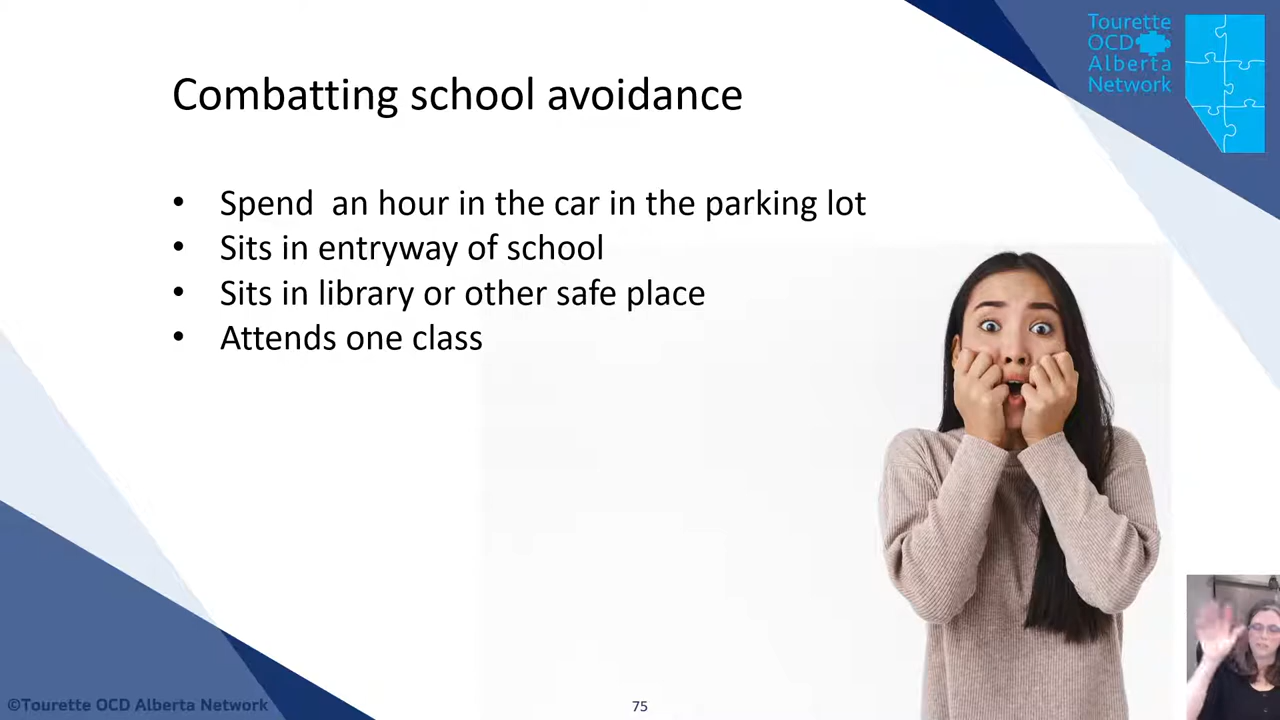 Tourette
OCD
Alberta
Network
Combatting school avoidance
• Spend  an hour in the car in the parking lot
• Sits in entryway of school
• Sits in library or other safe place
• Attends one class
©Tourette OCD Alberta Network
75